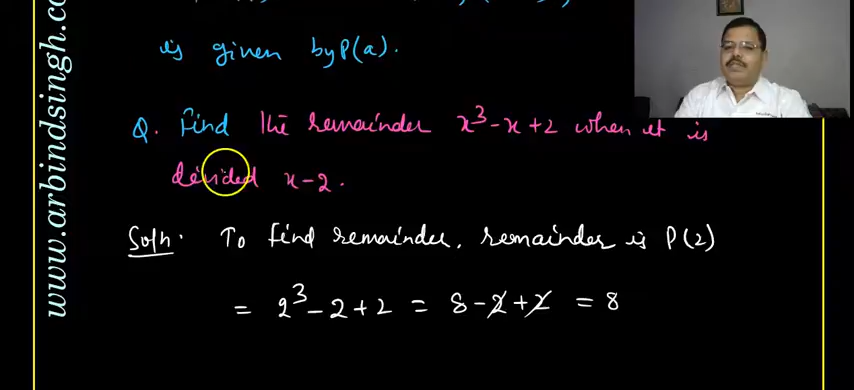 www.arbindsingh.co
is given by P(a).
Q. Find the remainder x³-x+2 when it is
divided x-2.
Soln. To find remainder, remainder is P(2)
= 2³-2+2 = 8-2+2 = 8